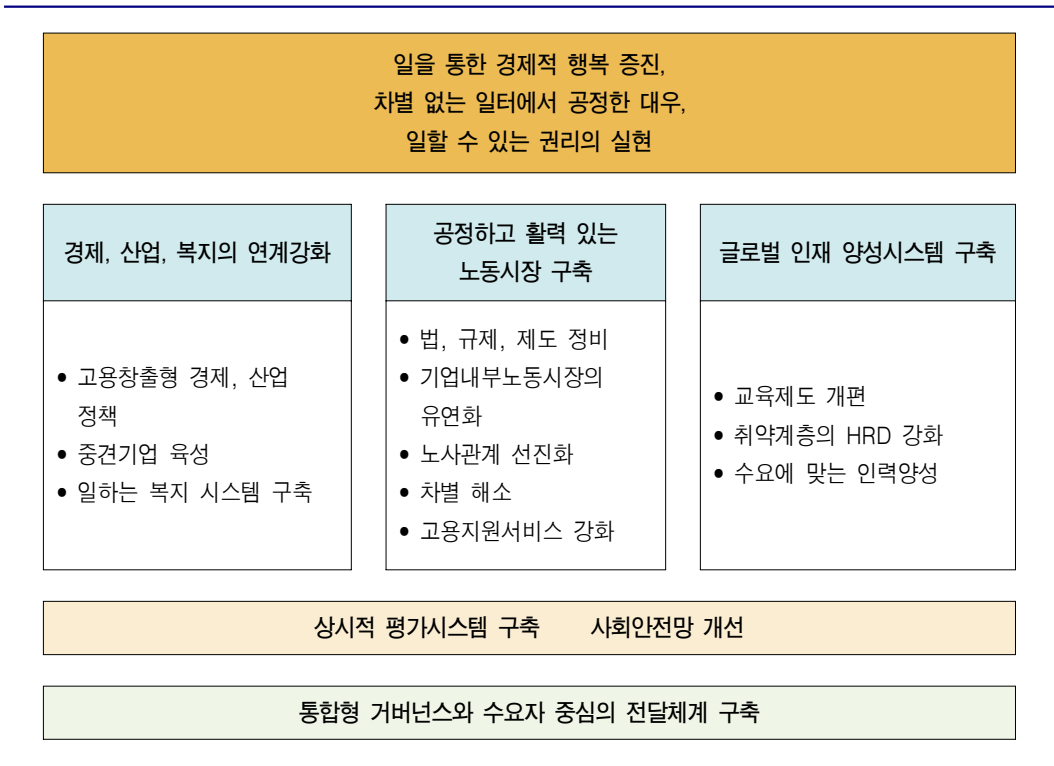 일을 통한 경제적 행복 증진,
차별 없는 일터에서 공정한 대우,
일할 수 있는 권리의 실현
경제, 산업, 복지의 연계강화
• 고용창출형 경제, 산업
정책
• 중견기업 육성
• 일하는 복지 시스템 구축
공정하고 활력 있는
노동시장 구축
• 법, 규제, 제도 정비
• 기업내부노동시장의
유연화
• 노사관계 선진화
• 차별 해소
• 고용지원서비스 강화
글로벌 인재 양성시스템 구축
• 교육제도 개편
• 취약계층의 HRD 강화
• 수요에 맞는 인력양성
상시적 평가시스템 구축 사회안전망 개선
통합형 거버넌스와 수요자 중심의 전달체계 구축